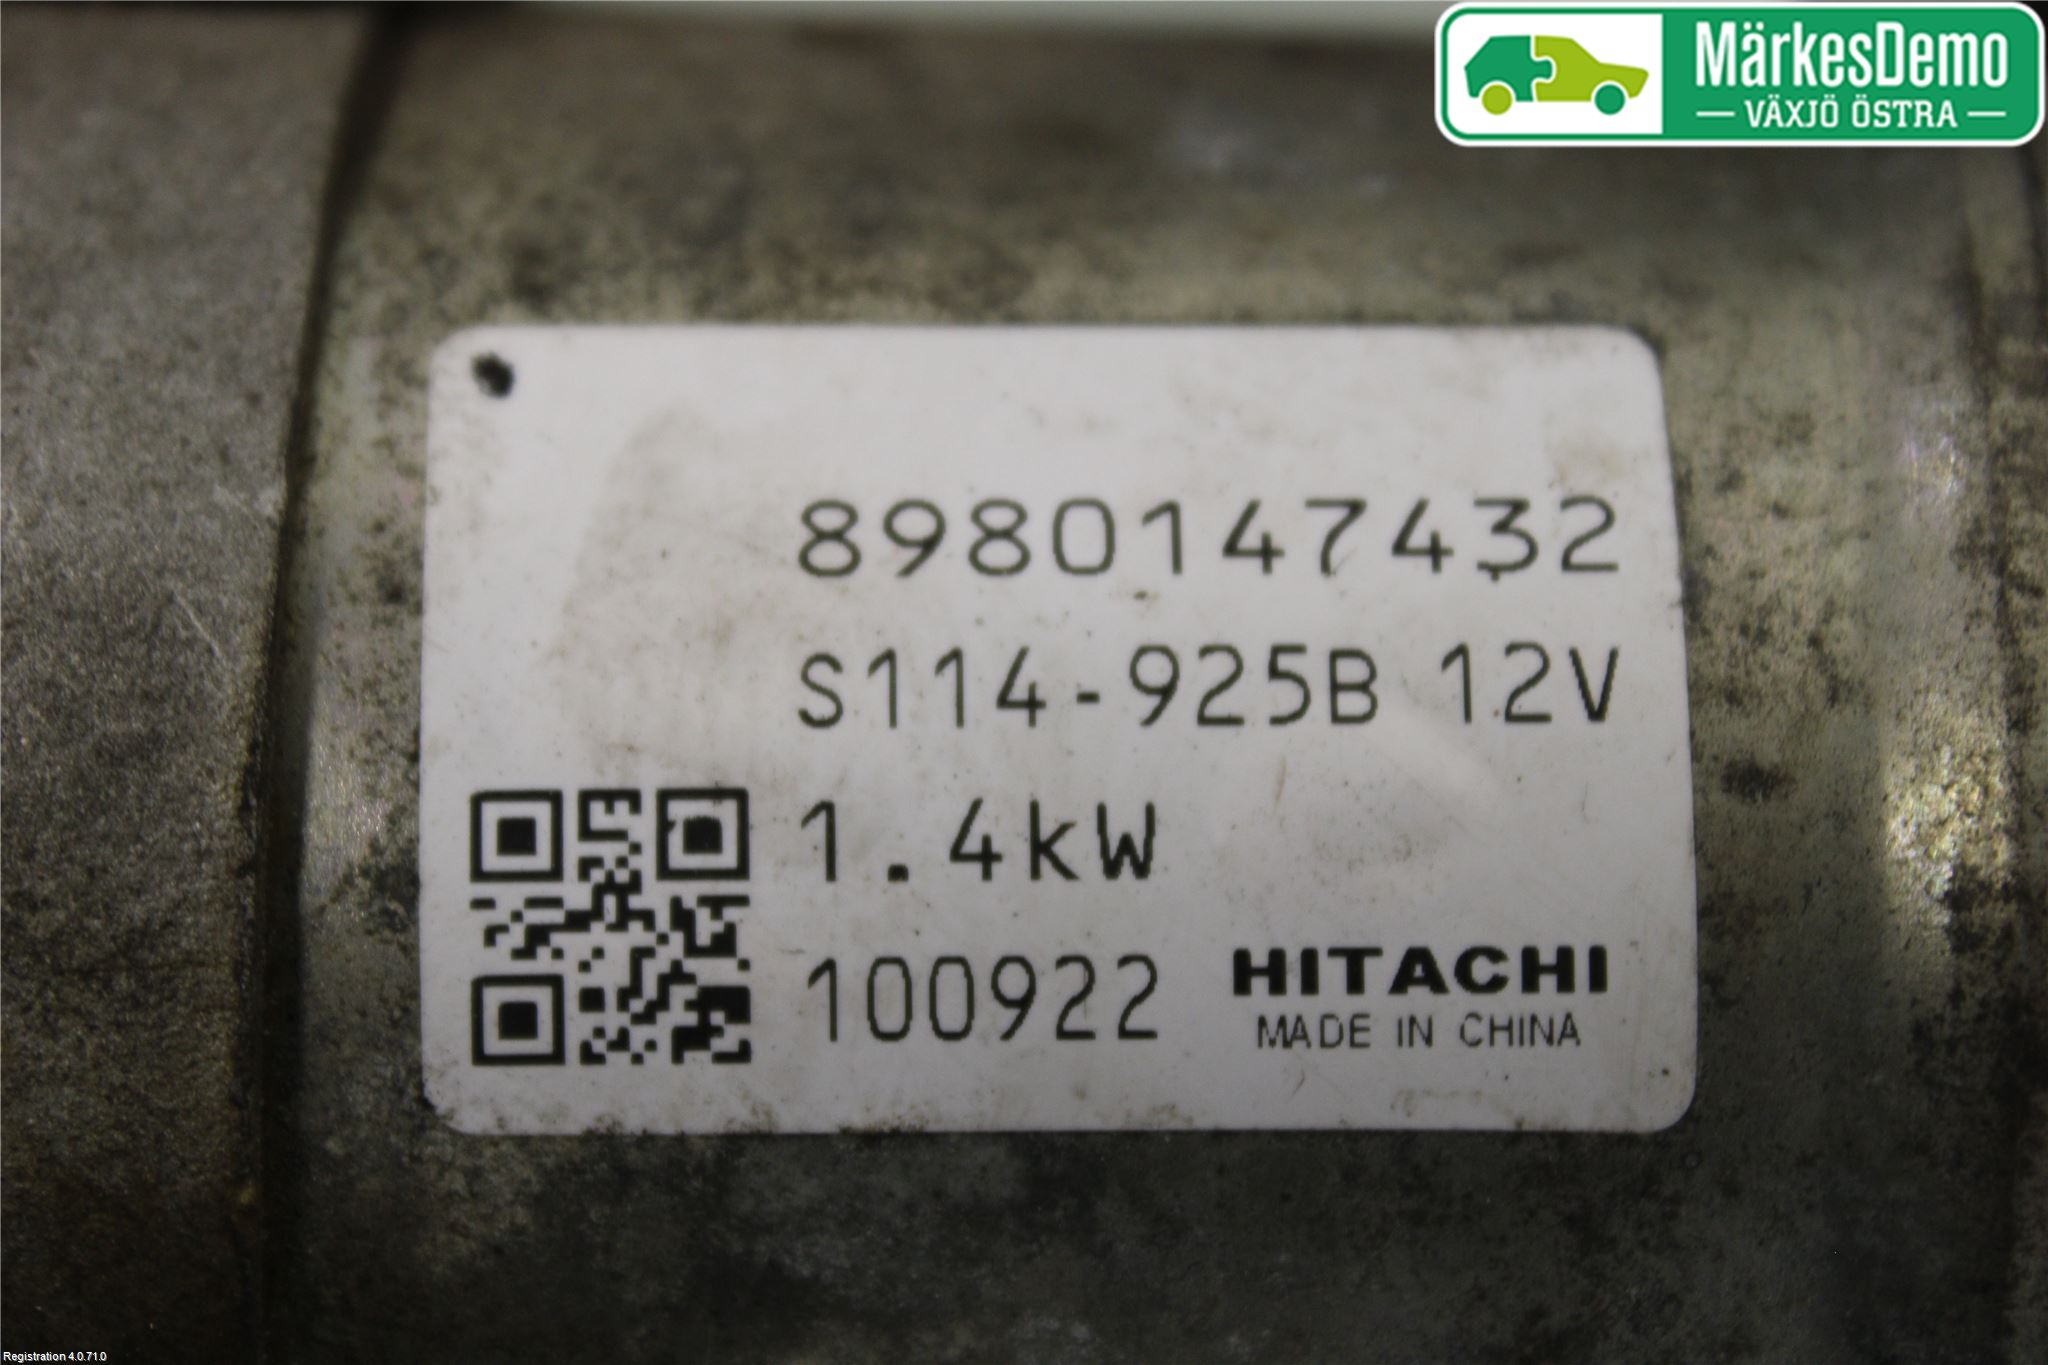 MärkesDemo
VÄXJÖ ÖSTRA
8980147432
S114-925B 12V
1.4kW
100922 HITACHI
MADE IN CHINA
Registration 4.0.71.0